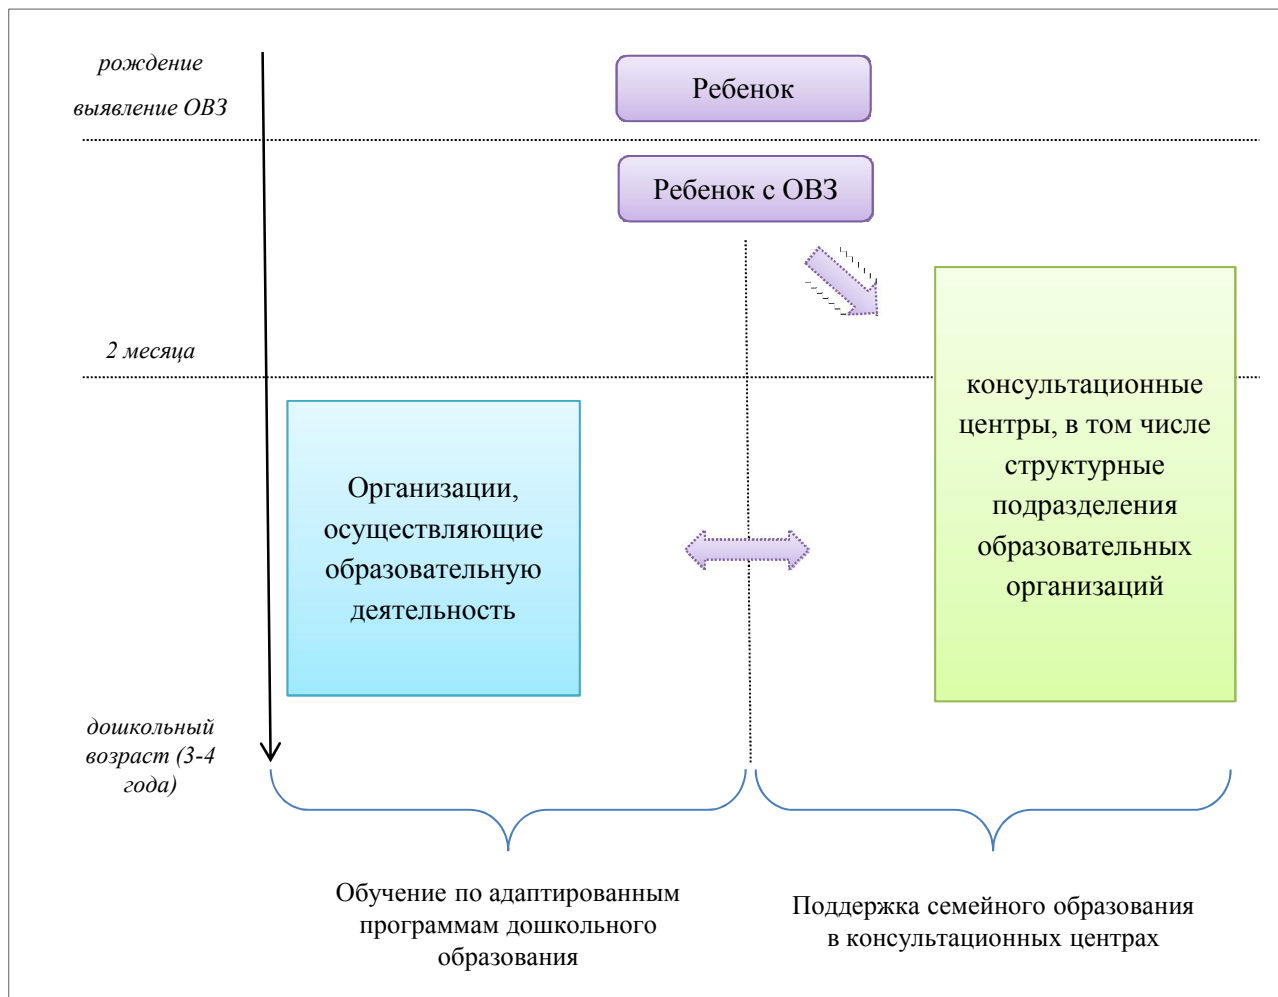 рождение
выявление ОВЗ
Ребенок
Ребенок с ОВЗ
2 месяца
консультационные
центры, в том числе
структурные
подразделения
образовательных
организаций
Организации,
осуществляющие
образовательную
деятельность
дошкольный
возраст (3-4
года)
Обучение по адаптированным
программам дошкольного
образования
Поддержка семейного образования
в консультационных центрах